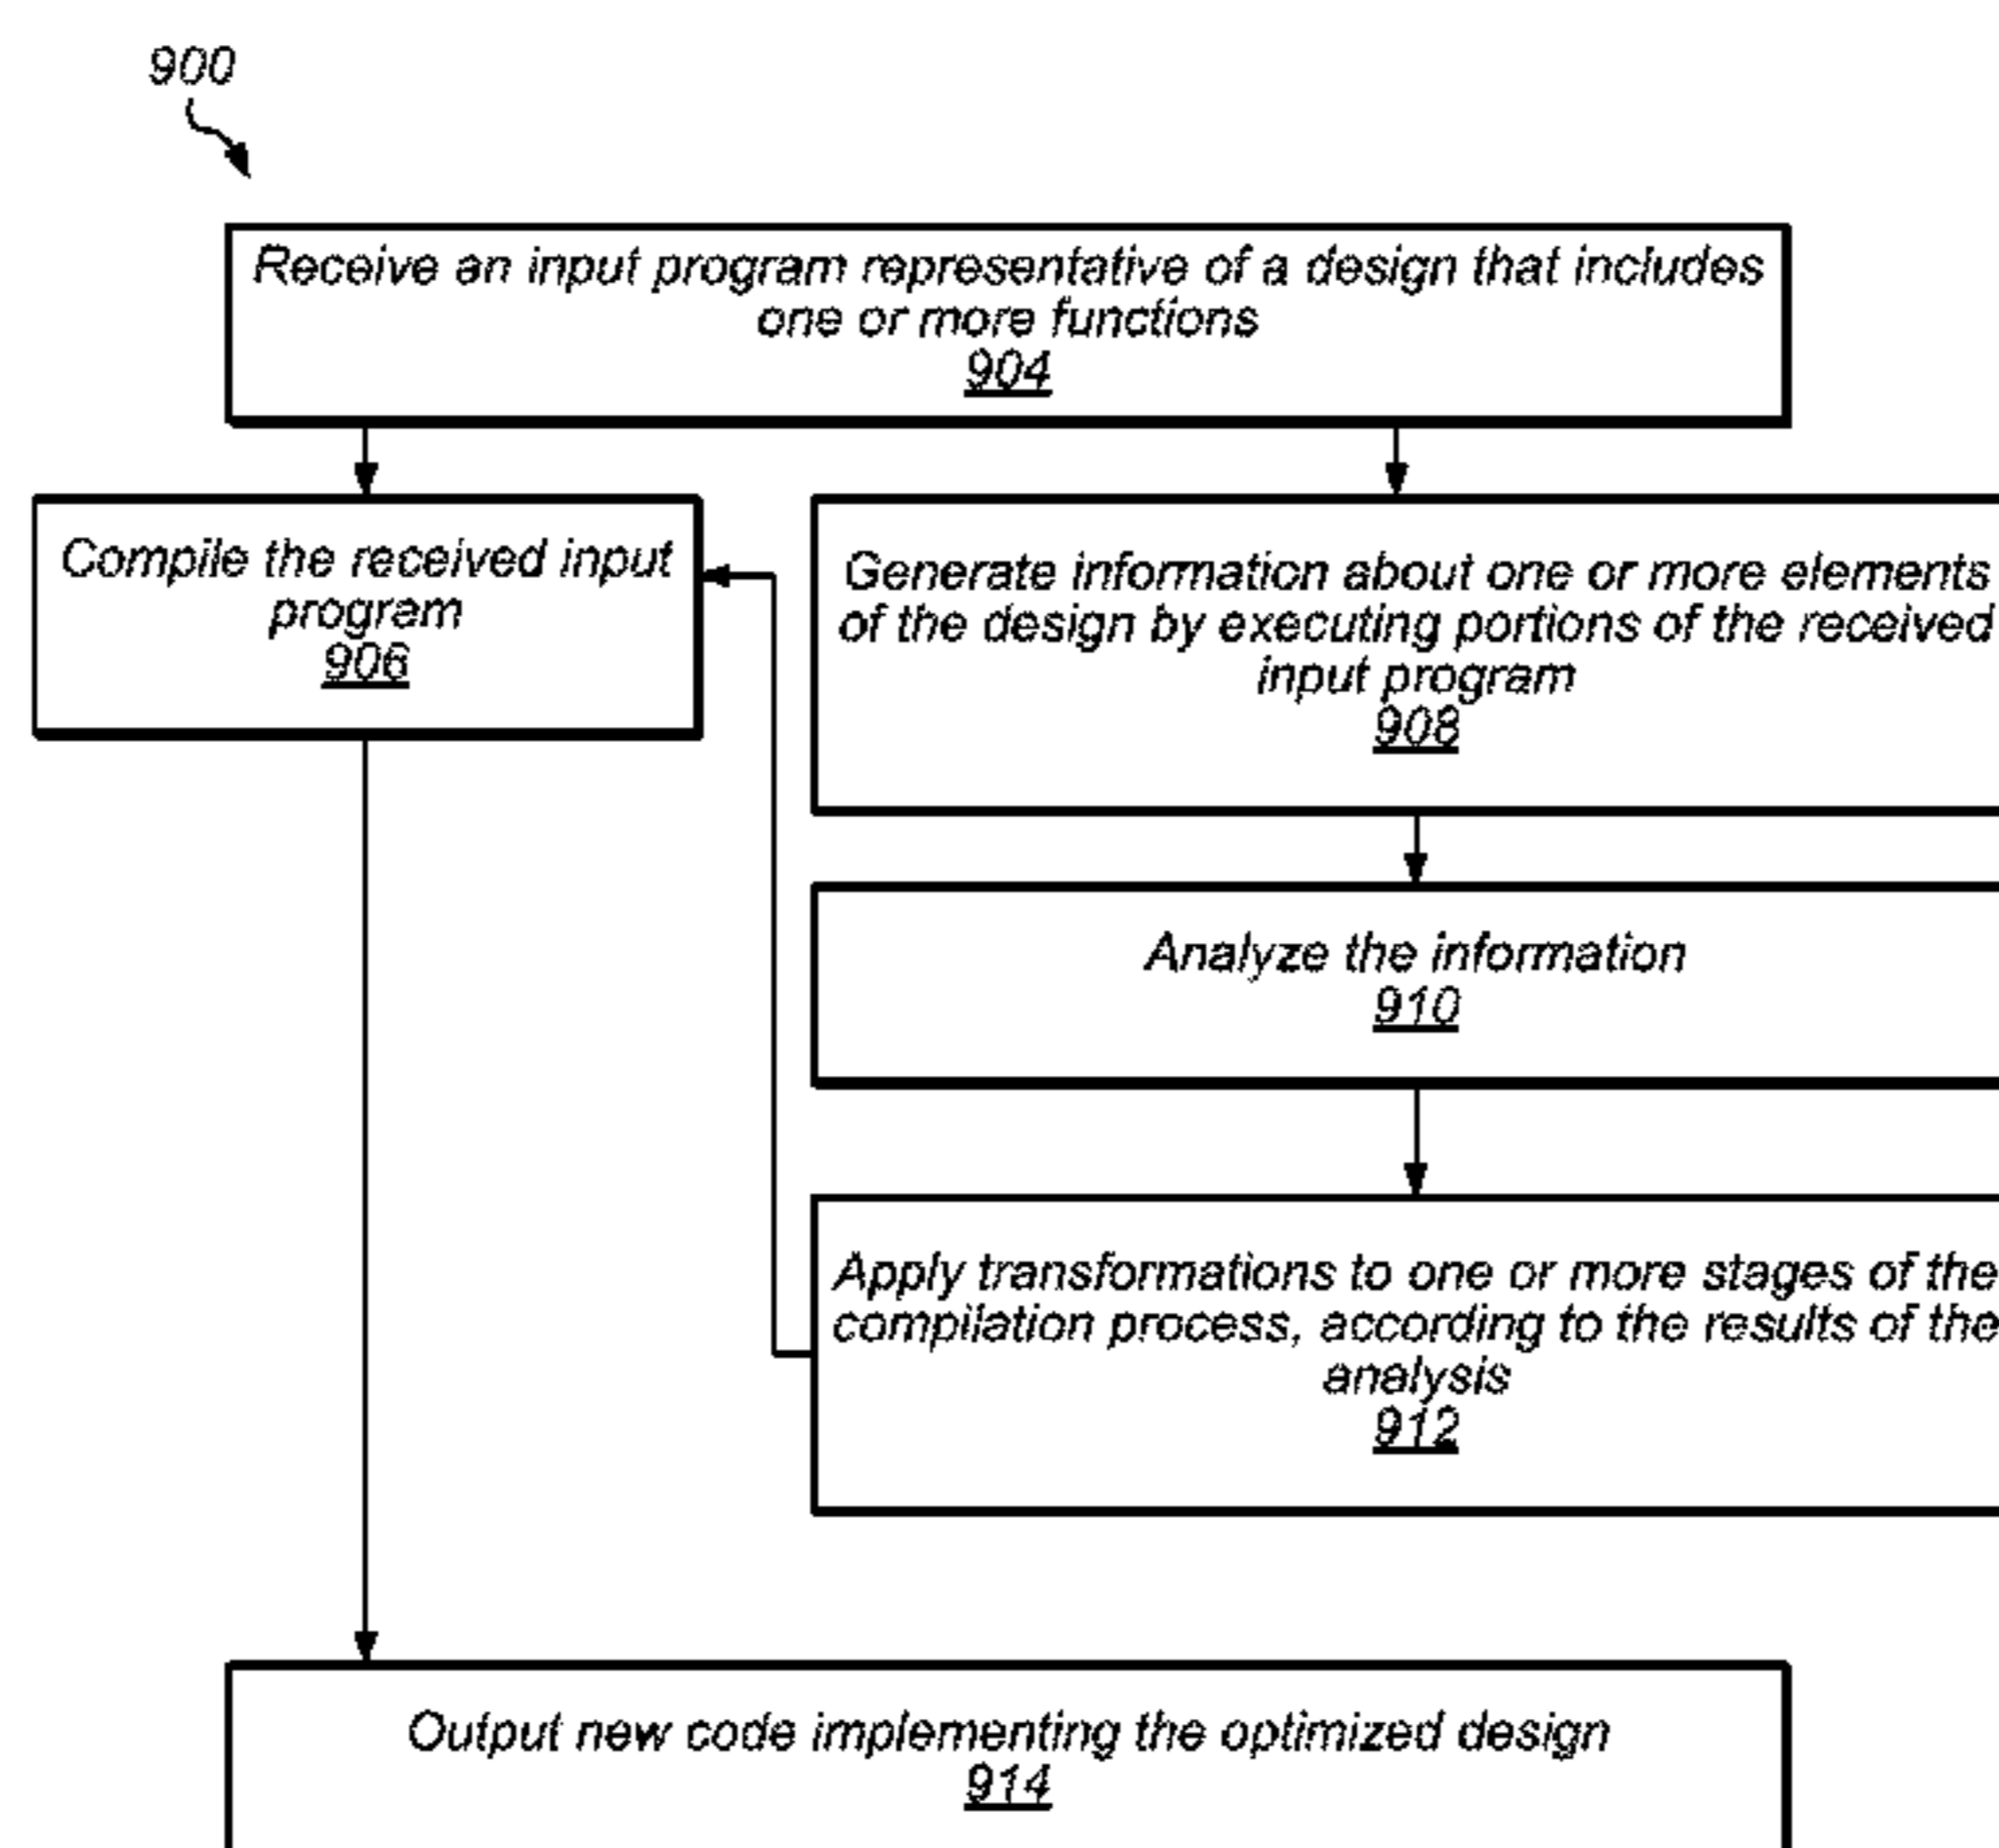 900
Receive an input program representative of a design that includes
one or more functions
904
Compile the received input
program
906
Generate information about one or more elements
of the design by executing portions of the received
input program
908
Analyze the information
910
Apply transformations to one or more stages of the
compilation process, according to the results of the
analysis
912
Output new code implementing the optimized design
914